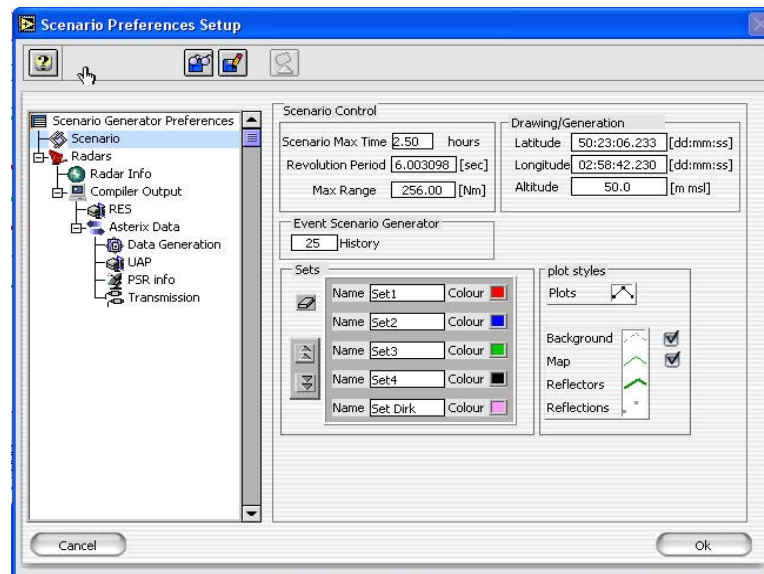 Scenario Preferences Setup
Scenario Generator Preferences
Scenario
Radars
Radar Info
Compiler Output
RES
Asterix Data
Data Generation
UAP
PSR info
Transmission
Scenario Control
Scenario Max Time 2.50 hours
Revolution Period 6.003098 [sec]
Max Range 256.00 [Nm]
Drawing/Generation
Latitude 50:23:06.233 [dd:mm:ss]
Longitude 02:58:42.230 [dd:mm:ss]
Altitude 50.0 [m msl]
Event Scenario Generator
25 History
Sets
Name Set1 Colour
Name Set2 Colour
Name Set3 Colour
Name Set4 Colour
Name Set Dirk Colour
plot styles
Plots
Background
Map
Reflectors
Reflections
Cancel
Ok